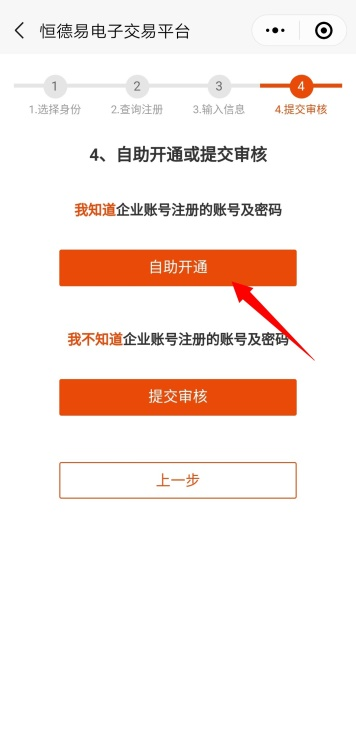 恒德易电子交易平台
1 2 3 4
1.选择身份 2.查询注册 3.输入信息 4.提交审核
4、自助开通或提交审核
我知道企业账号注册的账号及密码
自助开通
我不知道企业账号注册的账号及密码
提交审核
上一步